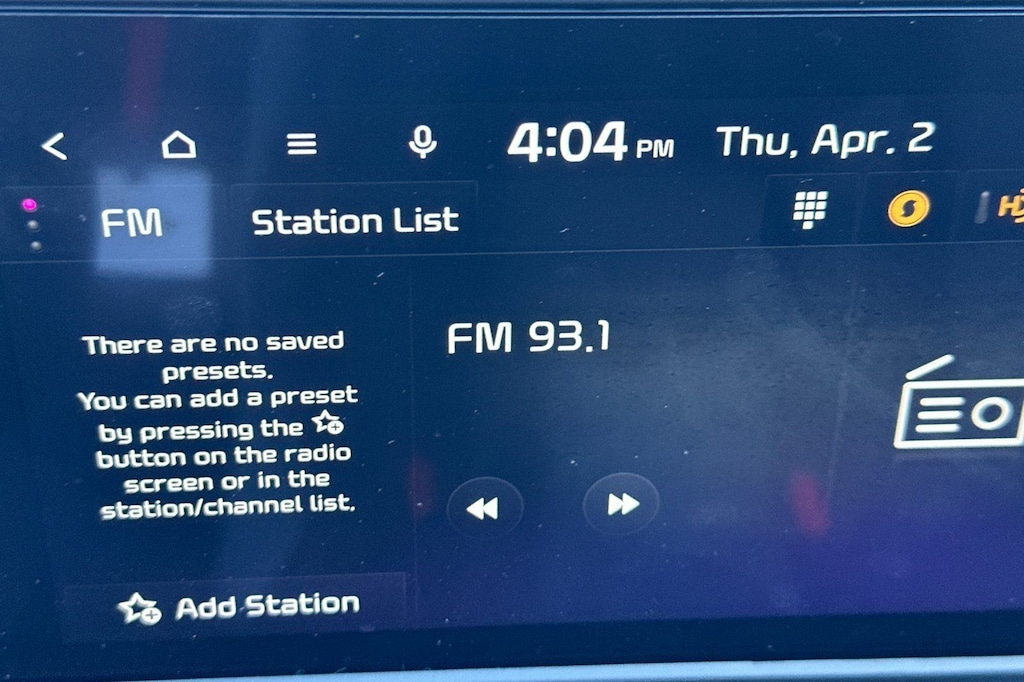 4:04 PM Thu, Apr. 2
FM Station List
FM 93.1
There are no saved
presets.
You can add a preset
by pressing the
button on the radio
screen or in the
station/channel list.
Add Station